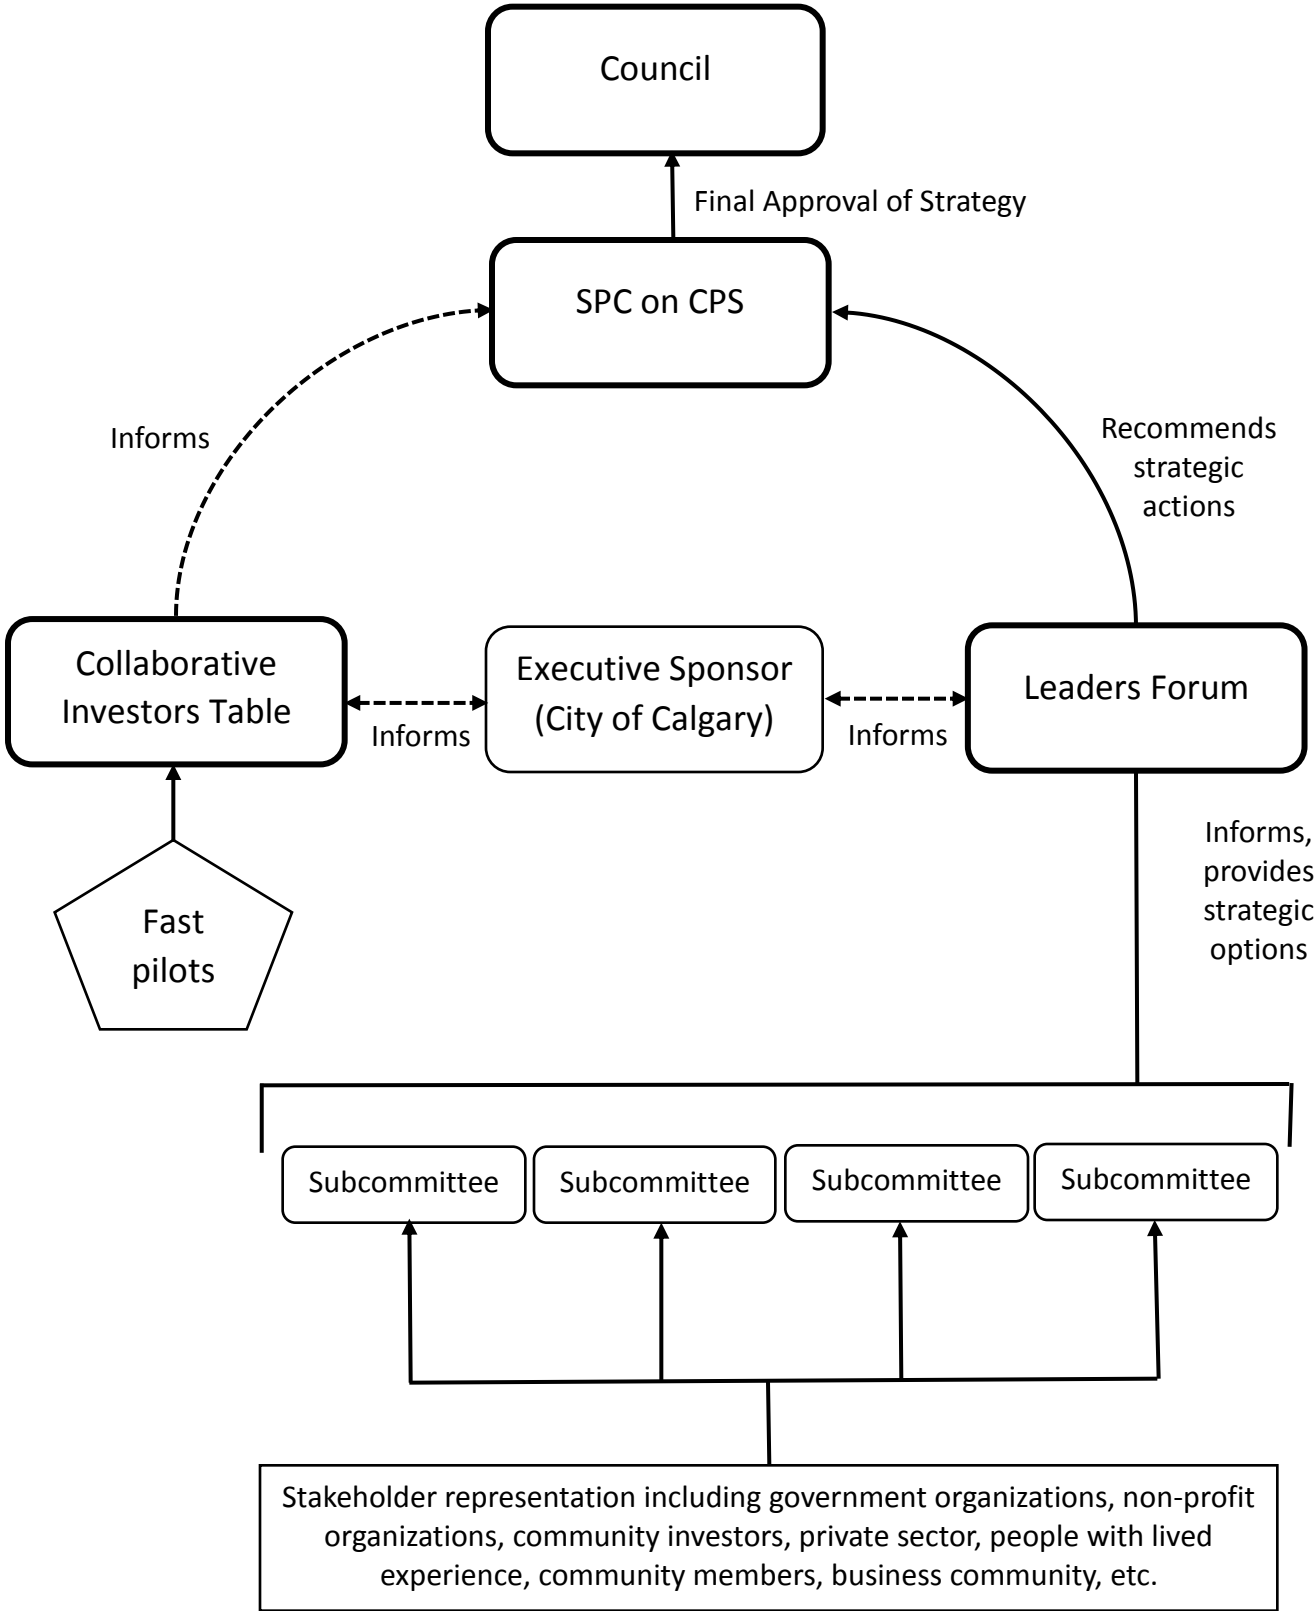 Council
Final Approval of Strategy
SPC on CPS
Informs
Recommends
strategic
actions
Collaborative
Investors Table
Informs
Executive Sponsor
(City of Calgary)
Informs
Leaders Forum
Informs,
provides
strategic
options
Fast
pilots
Subcommittee
Subcommittee
Subcommittee
Subcommittee
Stakeholder representation including government organizations, non-profit
organizations, community investors, private sector, people with lived
experience, community members, business community, etc.